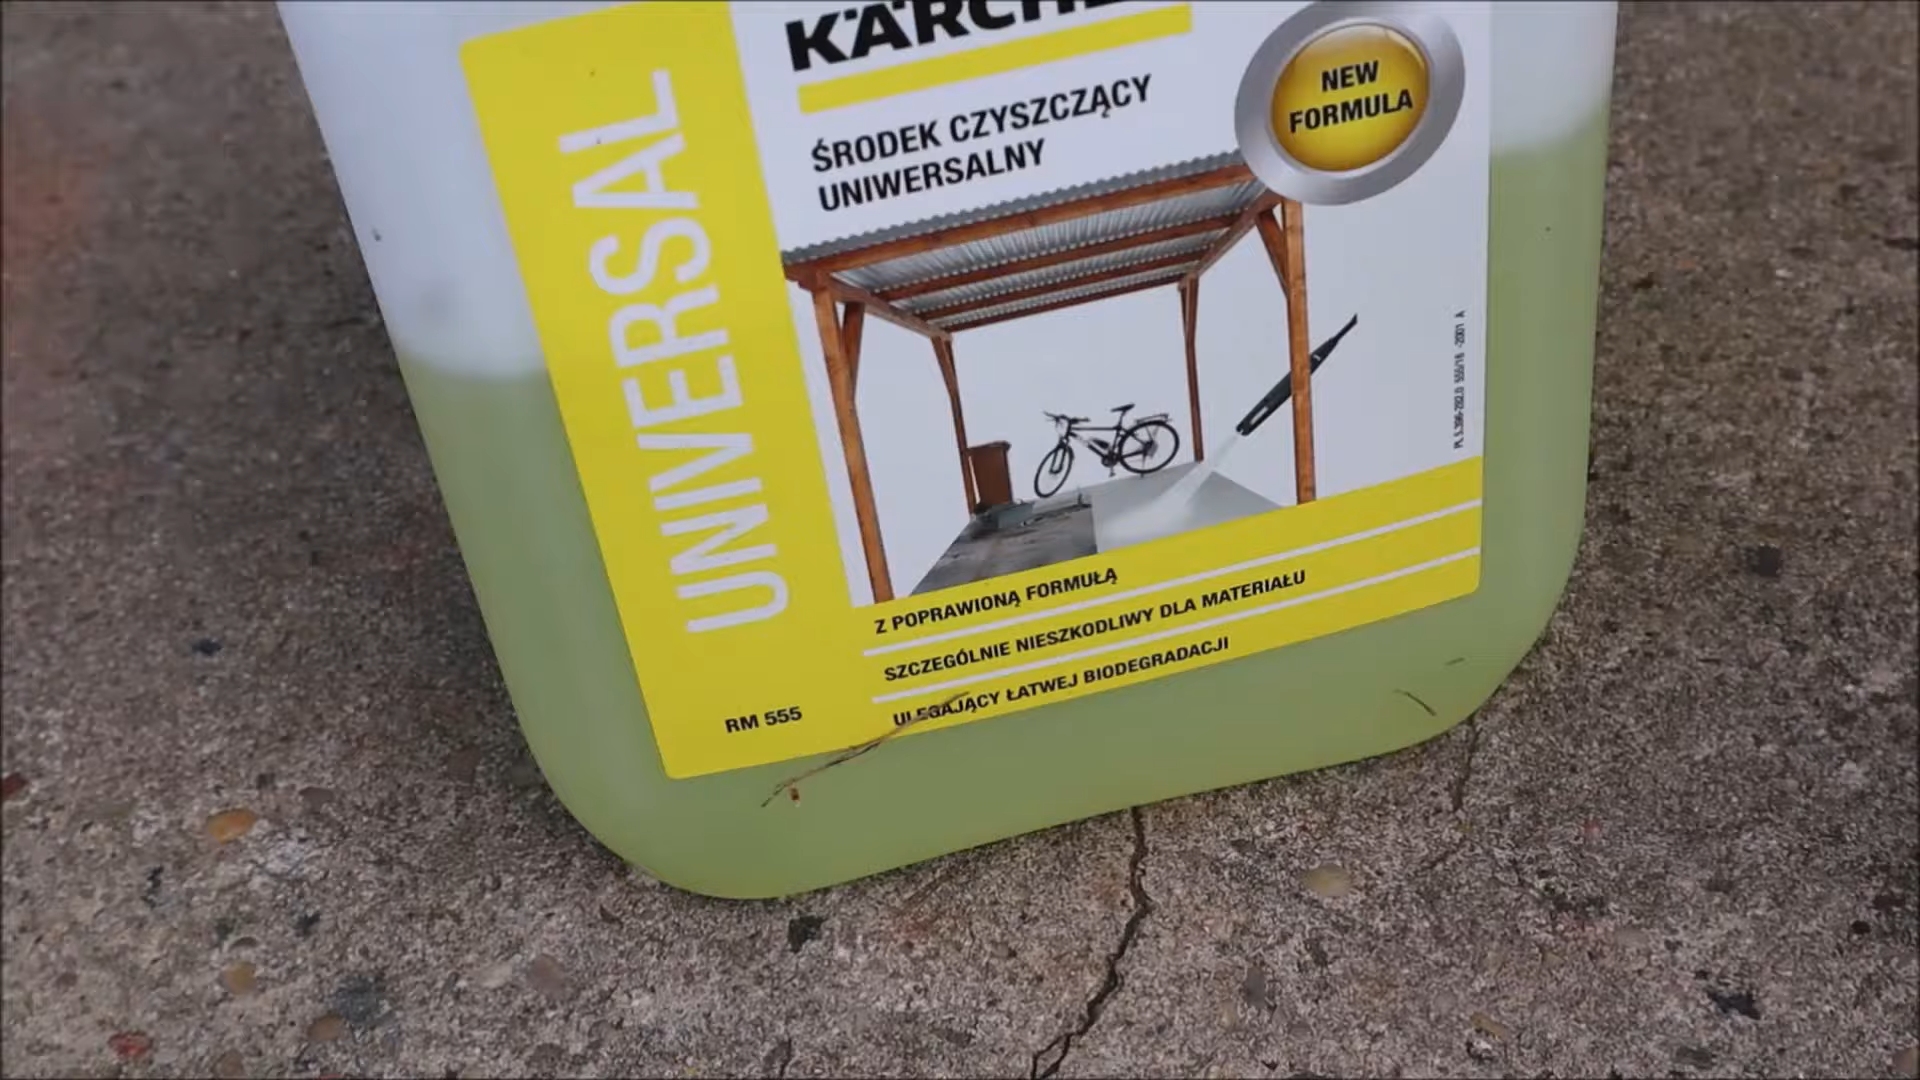 KÄRCHER
ŚRODEK CZYSZCZĄCY
UNIWERSALNY
NEW
FORMULA
UNIVERSAL
Z POPRAWIONĄ FORMUŁĄ
SZCZEGÓLNIE NIESZKODLIWY DLA MATERIAŁU
ULEGAJĄCY ŁATWEJ BIODEGRADACJI
RM 555